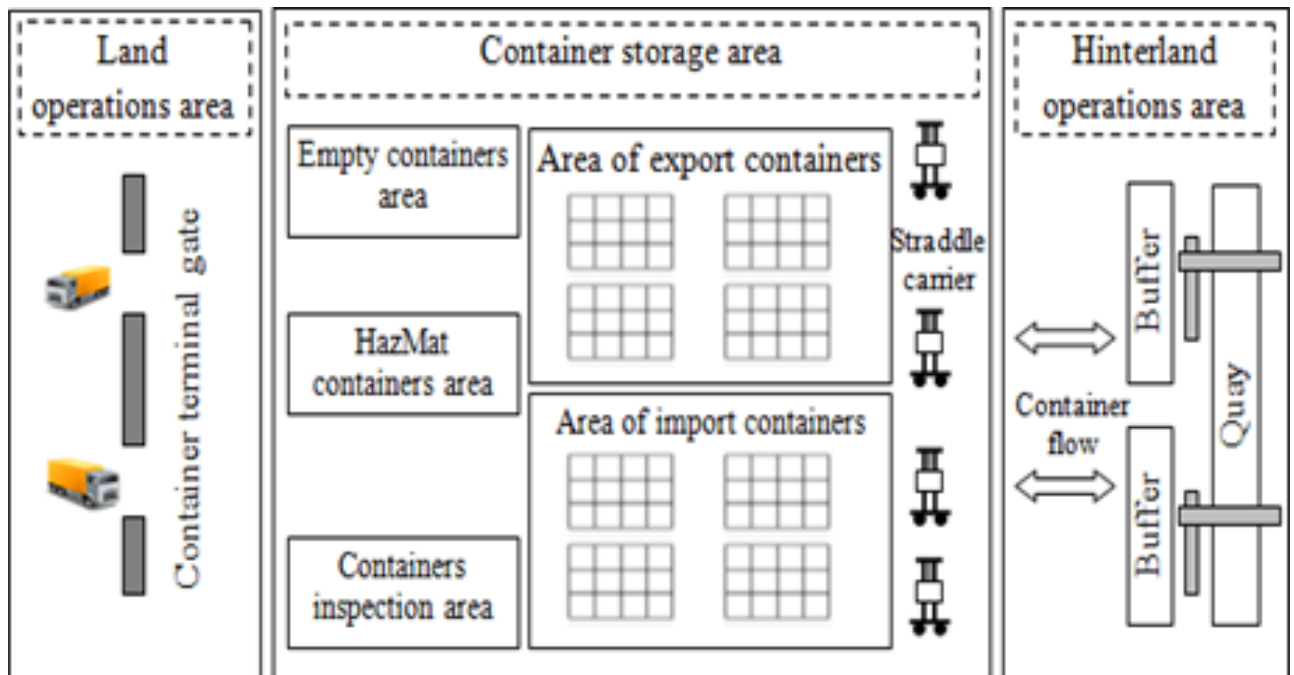 Land
operations area
Container terminal gate
Container storage area
Empty containers
area
HazMat
containers area
Containers
inspection area
Area of export containers
Area of import containers
Straddle
carrier
Hinterland
operations area
Container
flow
Buffer
Buffer
Quay